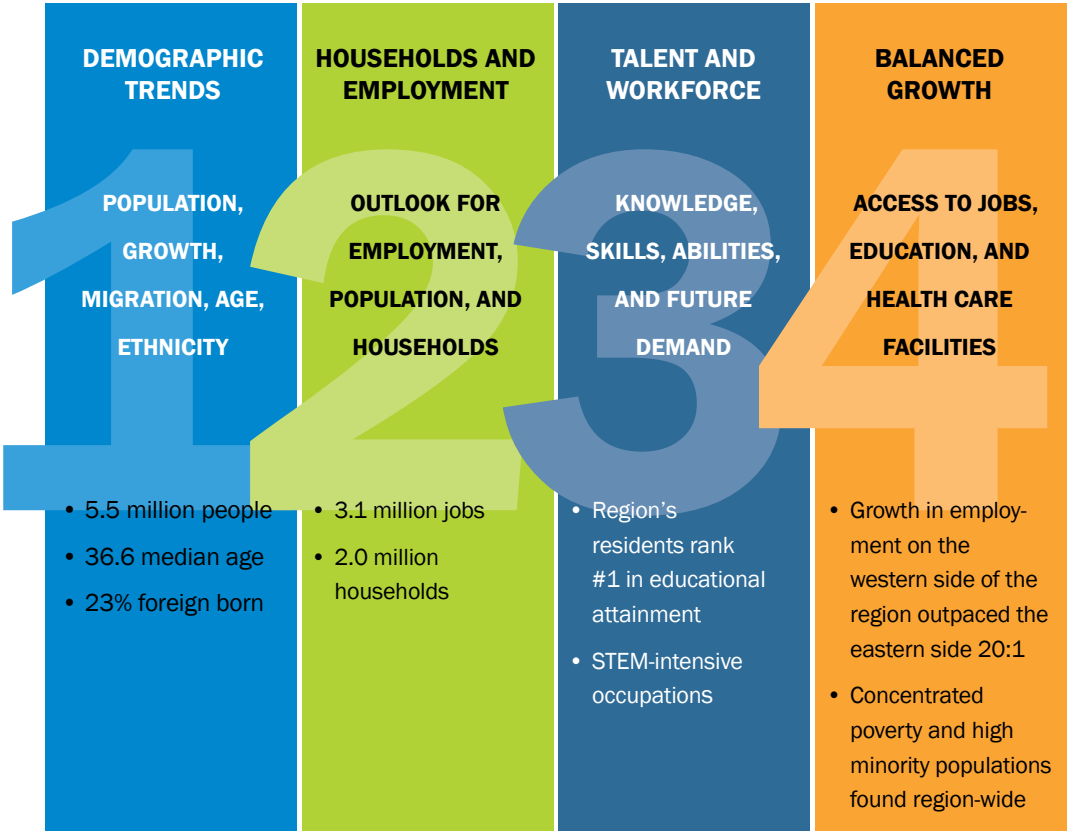 DEMOGRAPHIC
TRENDS
1
POPULATION,
GROWTH,
MIGRATION, AGE,
ETHNICITY
• 5.5 million people
• 36.6 median age
• 23% foreign born
HOUSEHOLDS AND
EMPLOYMENT
2
OUTLOOK FOR
EMPLOYMENT,
POPULATION, AND
HOUSEHOLDS
• 3.1 million jobs
• 2.0 million
households
TALENT AND
WORKFORCE
3
KNOWLEDGE,
SKILLS, ABILITIES,
AND FUTURE
DEMAND
• Region's
residents rank
#1 in educational
attainment
• STEM-intensive
occupations
BALANCED
GROWTH
4
ACCESS TO JOBS,
EDUCATION, AND
HEALTH CARE
FACILITIES
• Growth in employ-
ment on the
western side of the
region outpaced the
eastern side 20:1
• Concentrated
poverty and high
minority populations
found region-wide